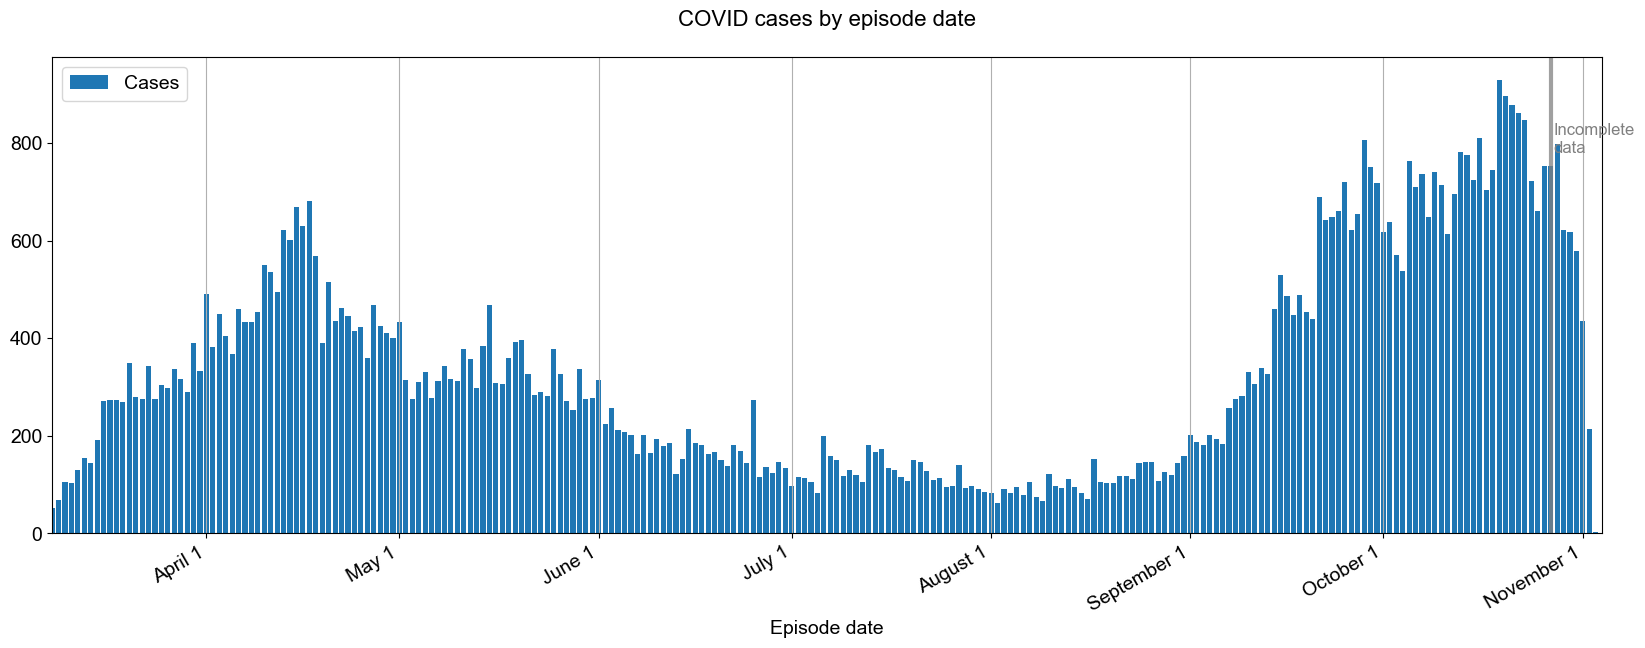 COVID cases by episode date
Cases
Incomplete
data
800
600
400
200
0
April 1
May 1
June 1
July 1
August 1
September 1
October 1
November 1
Episode date